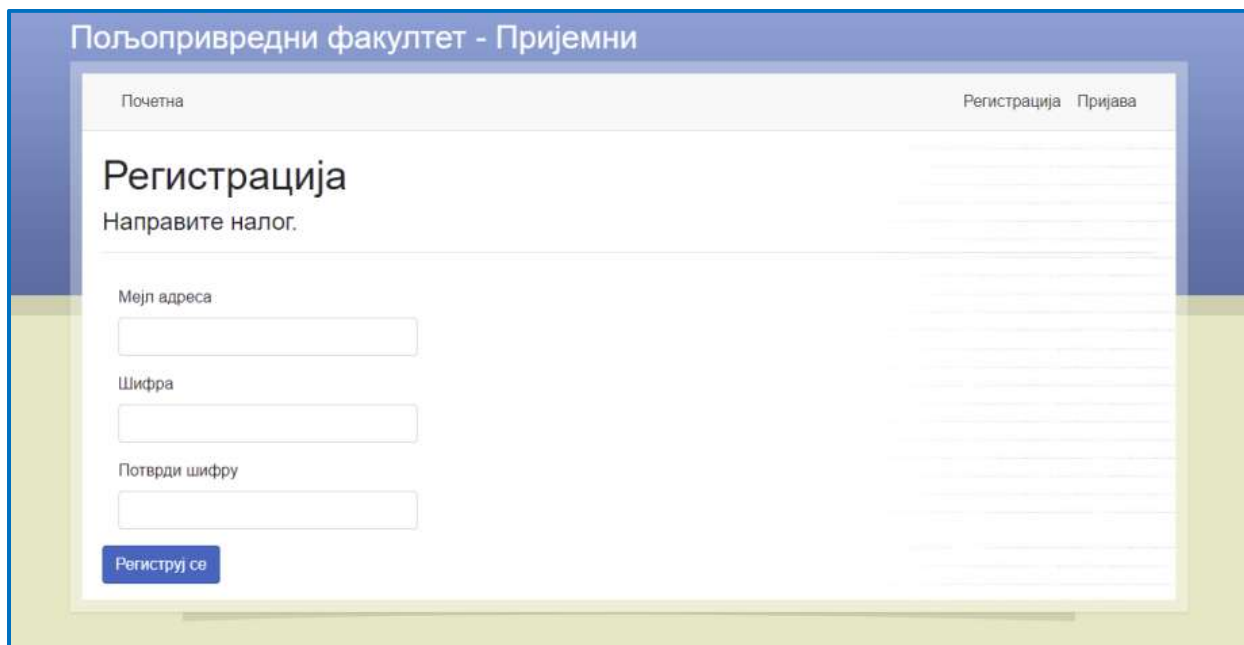 Пољопривредни факултет - Пријемни
Почетна
Регистрација Пријава
Регистрација
Направите налог.
Мејл адреса
Шифра
Потврди шифру
Региструј се